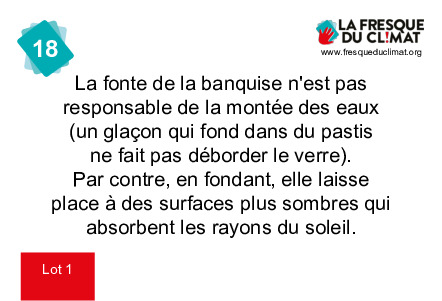 18
LA FRESQUE
DU CL!MAT
www.fresqueduclimat.org
La fonte de la banquise n'est pas
responsable de la montée des eaux
(un glaçon qui fond dans du pastis
ne fait pas déborder le verre).
Par contre, en fondant, elle laisse
place à des surfaces plus sombres qui
absorbent les rayons du soleil.
Lot 1